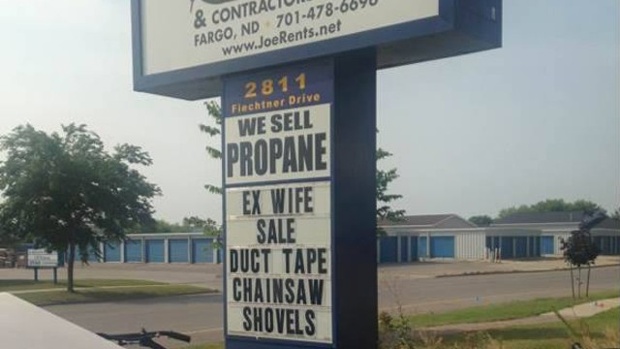 & CONTRACTOR
FARGO, ND • 701-478-6696
www.JoeRents.net
2811
Fiechtner Drive
WE SELL
PROPANE
EX WIFE
SALE
DUCT TAPE
CHAINSAW
SHOVELS